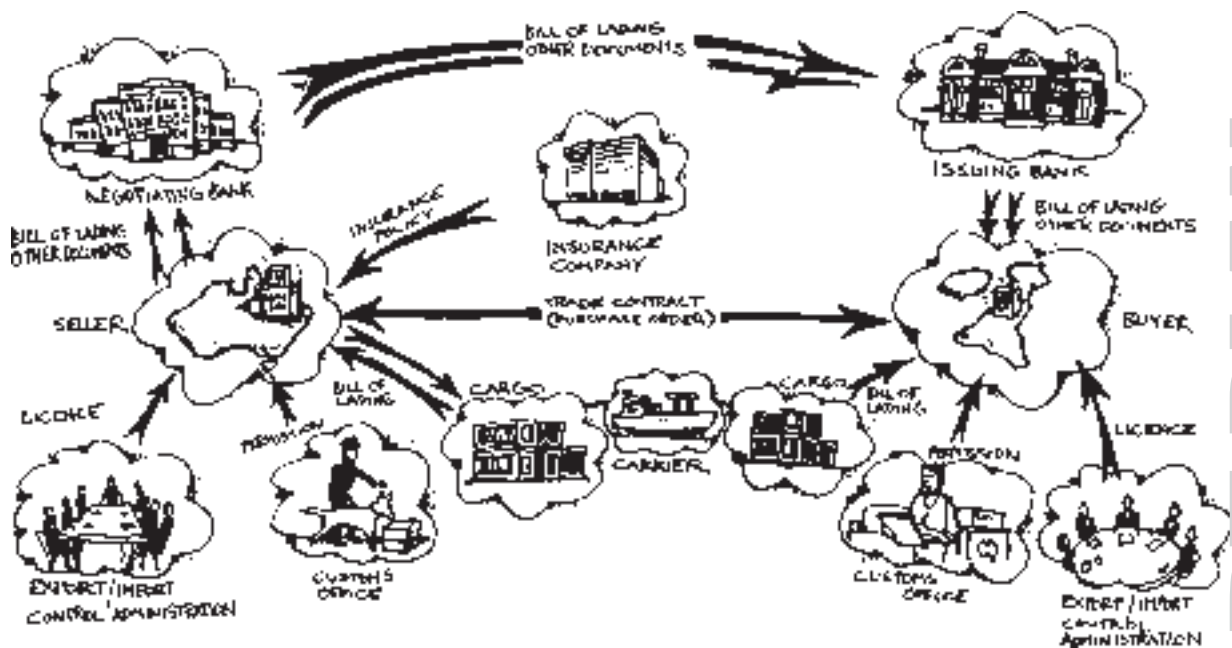 BILL OF LADING
OTHER DOCUMENTS
NEGOTIATING BANK
ISSUING BANK
BILL OF LADING
OTHER DOCUMENTS
INSURANCE
POLICY
INSURANCE
COMPANY
BILL OF LADING
OTHER DOCUMENTS
SELLER
TRADE CONTRACT
(PURCHASE ORDER)
BUYER
LICENCE
PERMISSION
BILL OF
LADING
CARGO
CARRIER
CARGO
BILL OF
LADING
PERMISSION
LICENCE
EXPORT/IMPORT
CONTROL ADMINISTRATION
CUSTOMS
OFFICE
CUSTOMS
OFFICE
EXPORT/IMPORT
CONTROL
ADMINISTRATION